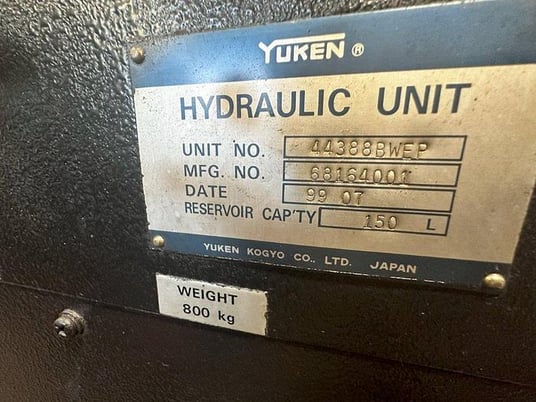 YUKEN ®
HYDRAULIC UNIT
UNIT NO. 44388BWEP
MFG. NO. 68164001
DATE 99 07
RESERVOIR CAP'TY 150 L
YUKEN KOGYO CO., LTD. JAPAN
WEIGHT
800 kg